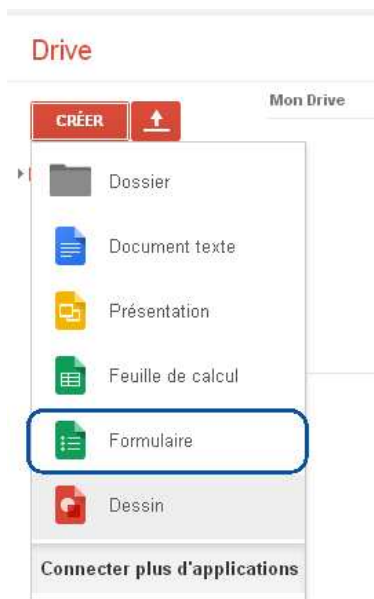 Drive
CRÉER
Mon Drive
Dossier
Document texte
Présentation
Feuille de calcul
Formulaire
Dessin
Connecter plus d'applications